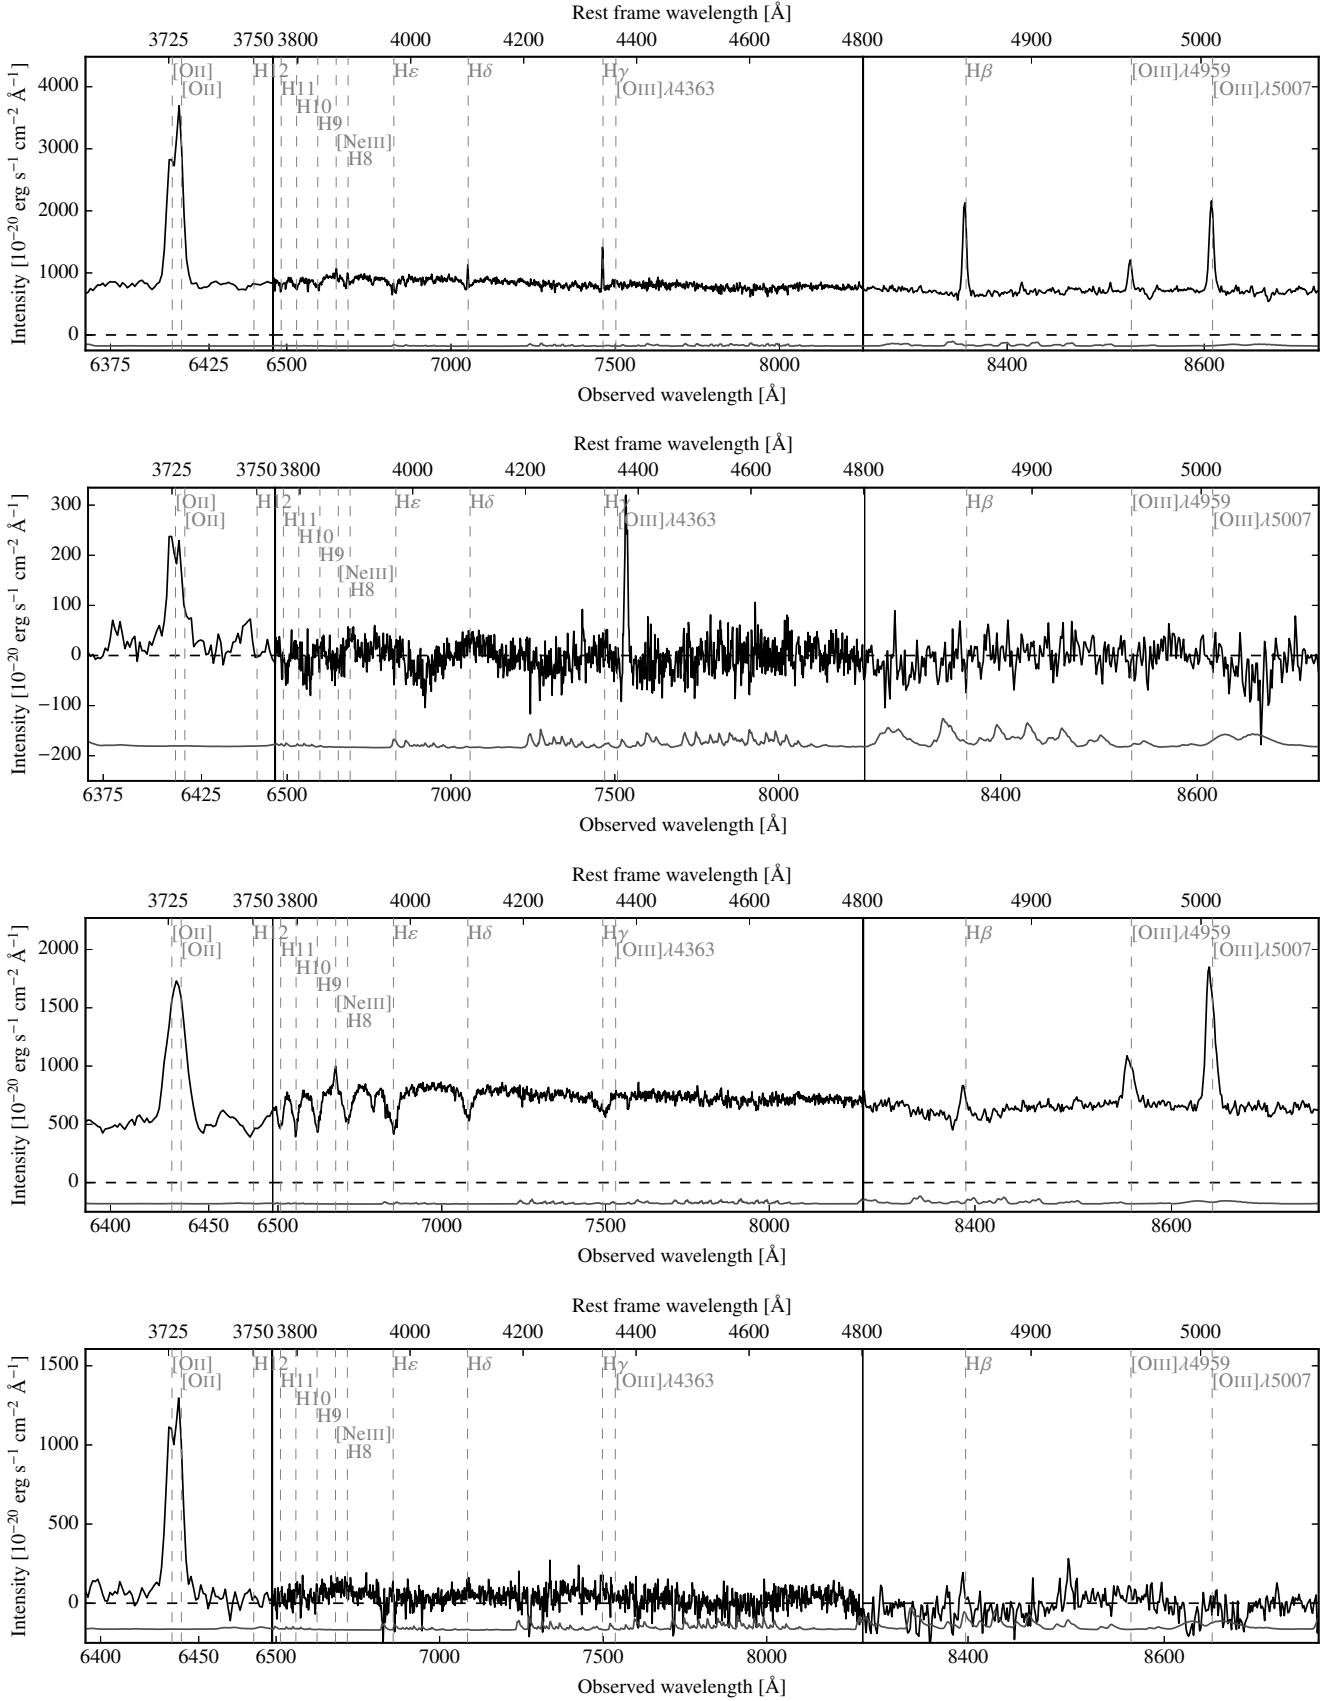 Rest frame wavelength [Å]
3725 3750 3800 4000 4200 4400 4600 4800 4900 5000
[OII] H12 Hε Hδ Hγ Hβ [OIII]λ4959
[OII] H11 [OIII]λ4363 [OIII]λ5007
H10
H9
[NeIII]
H8
Intensity [10⁻²⁰ erg s⁻¹ cm⁻² Å⁻¹]
4000
3000
2000
1000
0
6375 6425 6500 7000 7500 8000 8400 8600
Observed wavelength [Å]
Rest frame wavelength [Å]
3725 3750 3800 4000 4200 4400 4600 4800 4900 5000
[OII] H12 Hε Hδ Hγ Hβ [OIII]λ4959
[OII] H11 [OIII]λ4363 [OIII]λ5007
H10
H9
[NeIII]
H8
Intensity [10⁻²⁰ erg s⁻¹ cm⁻² Å⁻¹]
300
200
100
0
−100
−200
6375 6425 6500 7000 7500 8000 8400 8600
Observed wavelength [Å]
Rest frame wavelength [Å]
3725 3750 3800 4000 4200 4400 4600 4800 4900 5000
[OII] H12 Hε Hδ Hγ Hβ [OIII]λ4959
[OII] H11 [OIII]λ4363 [OIII]λ5007
H10
H9
[NeIII]
H8
Intensity [10⁻²⁰ erg s⁻¹ cm⁻² Å⁻¹]
2000
1500
1000
500
0
6400 6450 6500 7000 7500 8000 8400 8600
Observed wavelength [Å]
Rest frame wavelength [Å]
3725 3750 3800 4000 4200 4400 4600 4800 4900 5000
[OII] H12 Hε Hδ Hγ Hβ [OIII]λ4959
[OII] H11 [OIII]λ4363 [OIII]λ5007
H10
H9
[NeIII]
H8
Intensity [10⁻²⁰ erg s⁻¹ cm⁻² Å⁻¹]
1500
1000
500
0
6400 6450 6500 7000 7500 8000 8400 8600
Observed wavelength [Å]